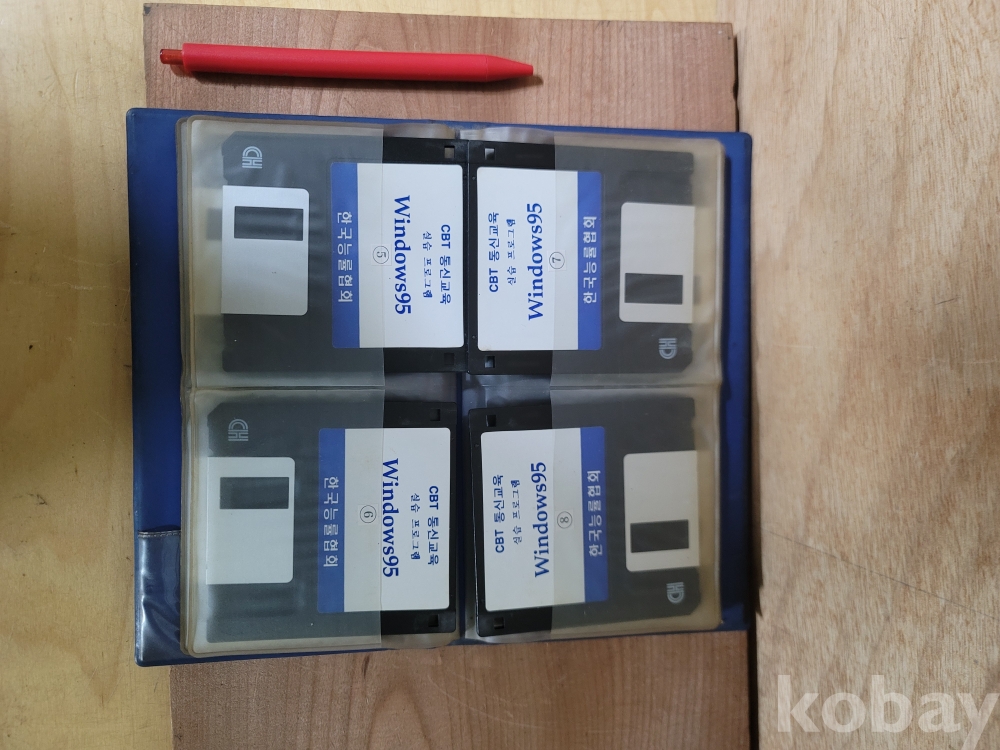 CBT 통신교육
실습 프로그램
Windows95
⑤
한국능률협회
HD
CBT 통신교육
실습 프로그램
Windows95
⑥
한국능률협회
HD
CBT 통신교육
실습 프로그램
Windows95
⑦
한국능률협회
HD
CBT 통신교육
실습 프로그램
Windows95
⑧
한국능률협회
HD
kobay